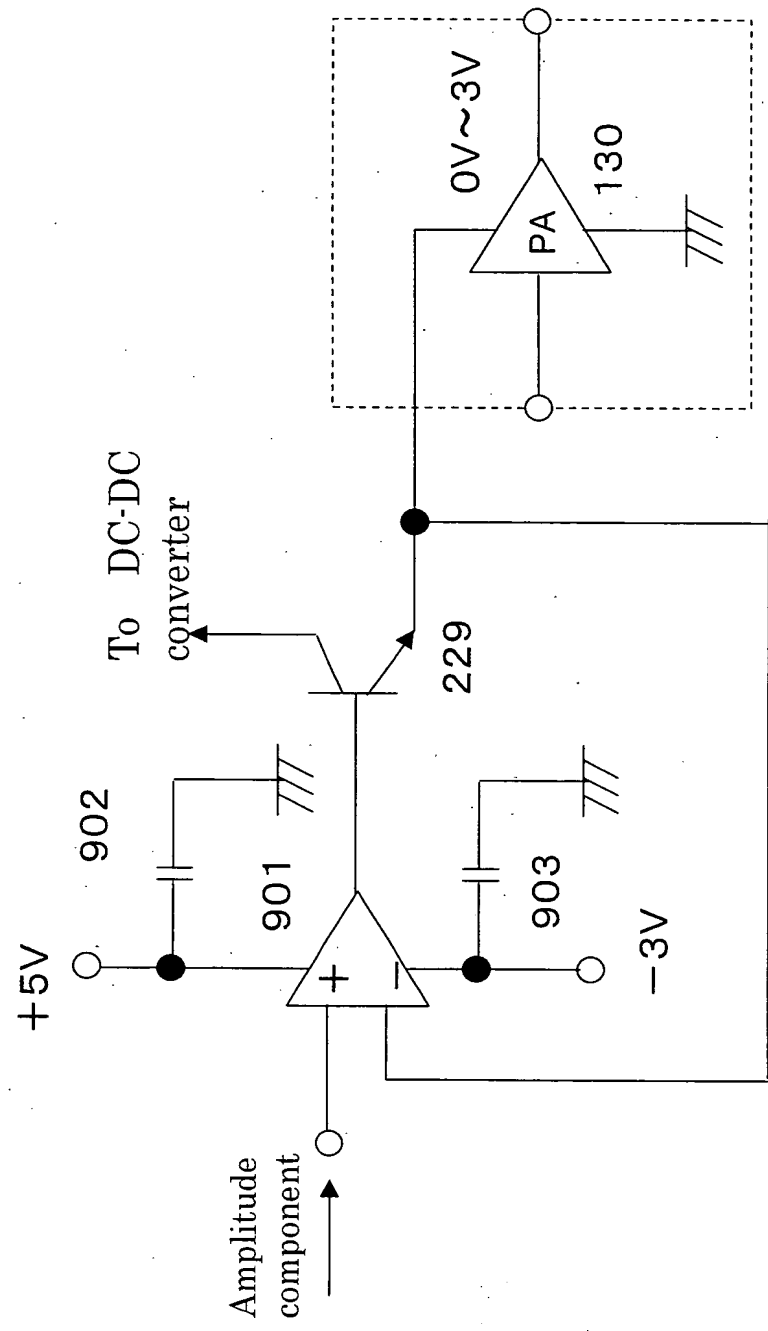 +5V
902
To DC-DC
converter
Amplitude
component
+
−
901
229
903
−3V
0V~3V
PA
130